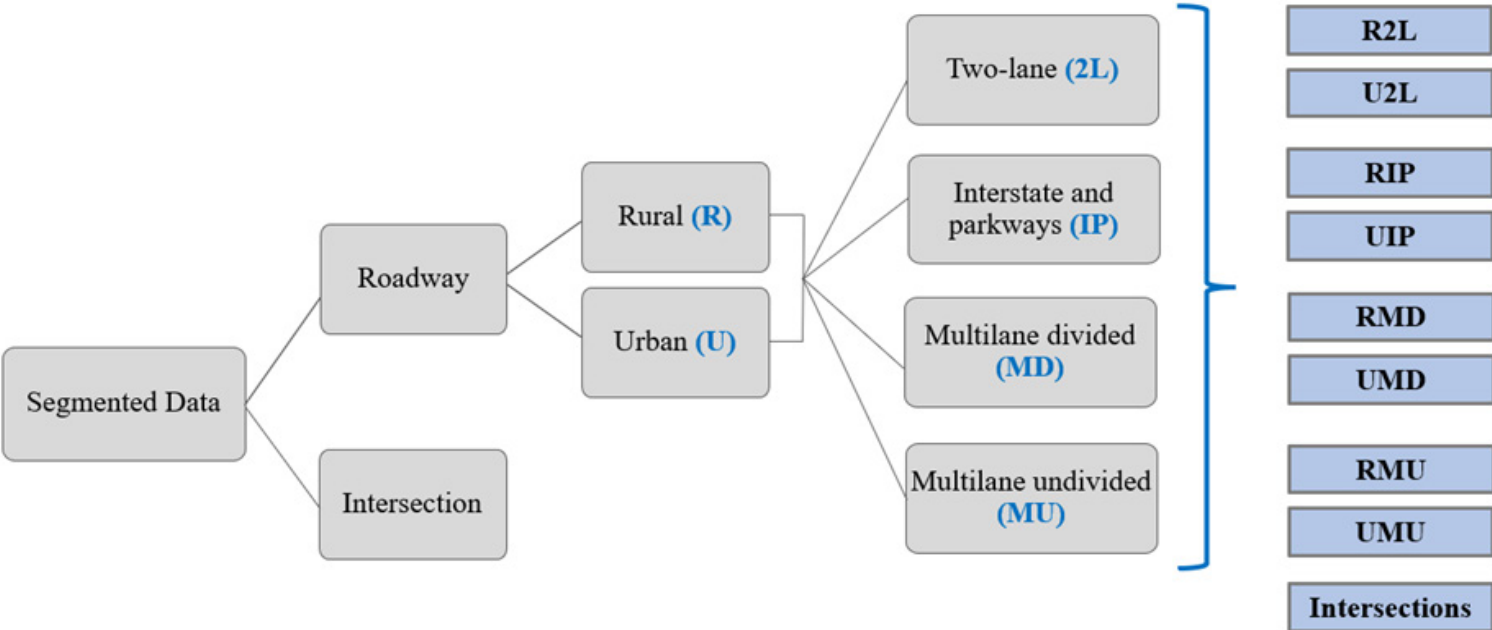 Segmented Data
Roadway
Intersection
Rural (R)
Urban (U)
Two-lane (2L)
Interstate and
parkways (IP)
Multilane divided
(MD)
Multilane undivided
(MU)
R2L
U2L
RIP
UIP
RMD
UMD
RMU
UMU
Intersections